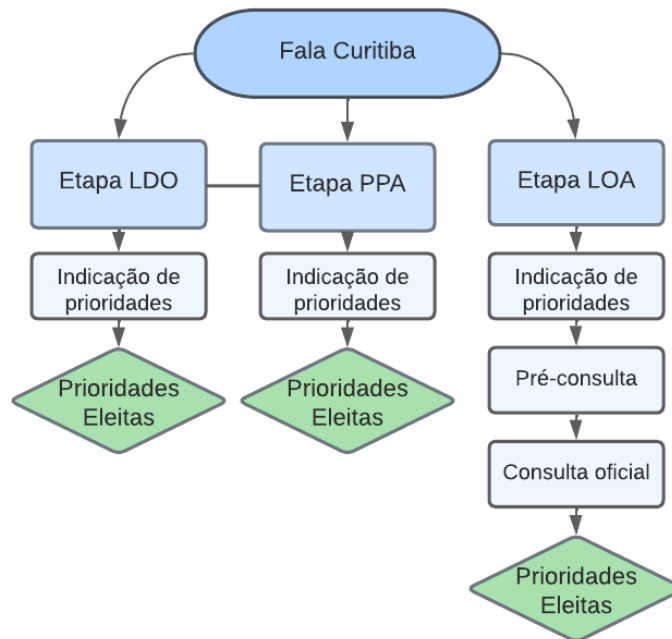 Fala Curitiba
Etapa LDO
Etapa PPA
Etapa LOA
Indicação de
prioridades
Indicação de
prioridades
Indicação de
prioridades
Prioridades
Eleitas
Prioridades
Eleitas
Pré-consulta
Consulta oficial
Prioridades
Eleitas